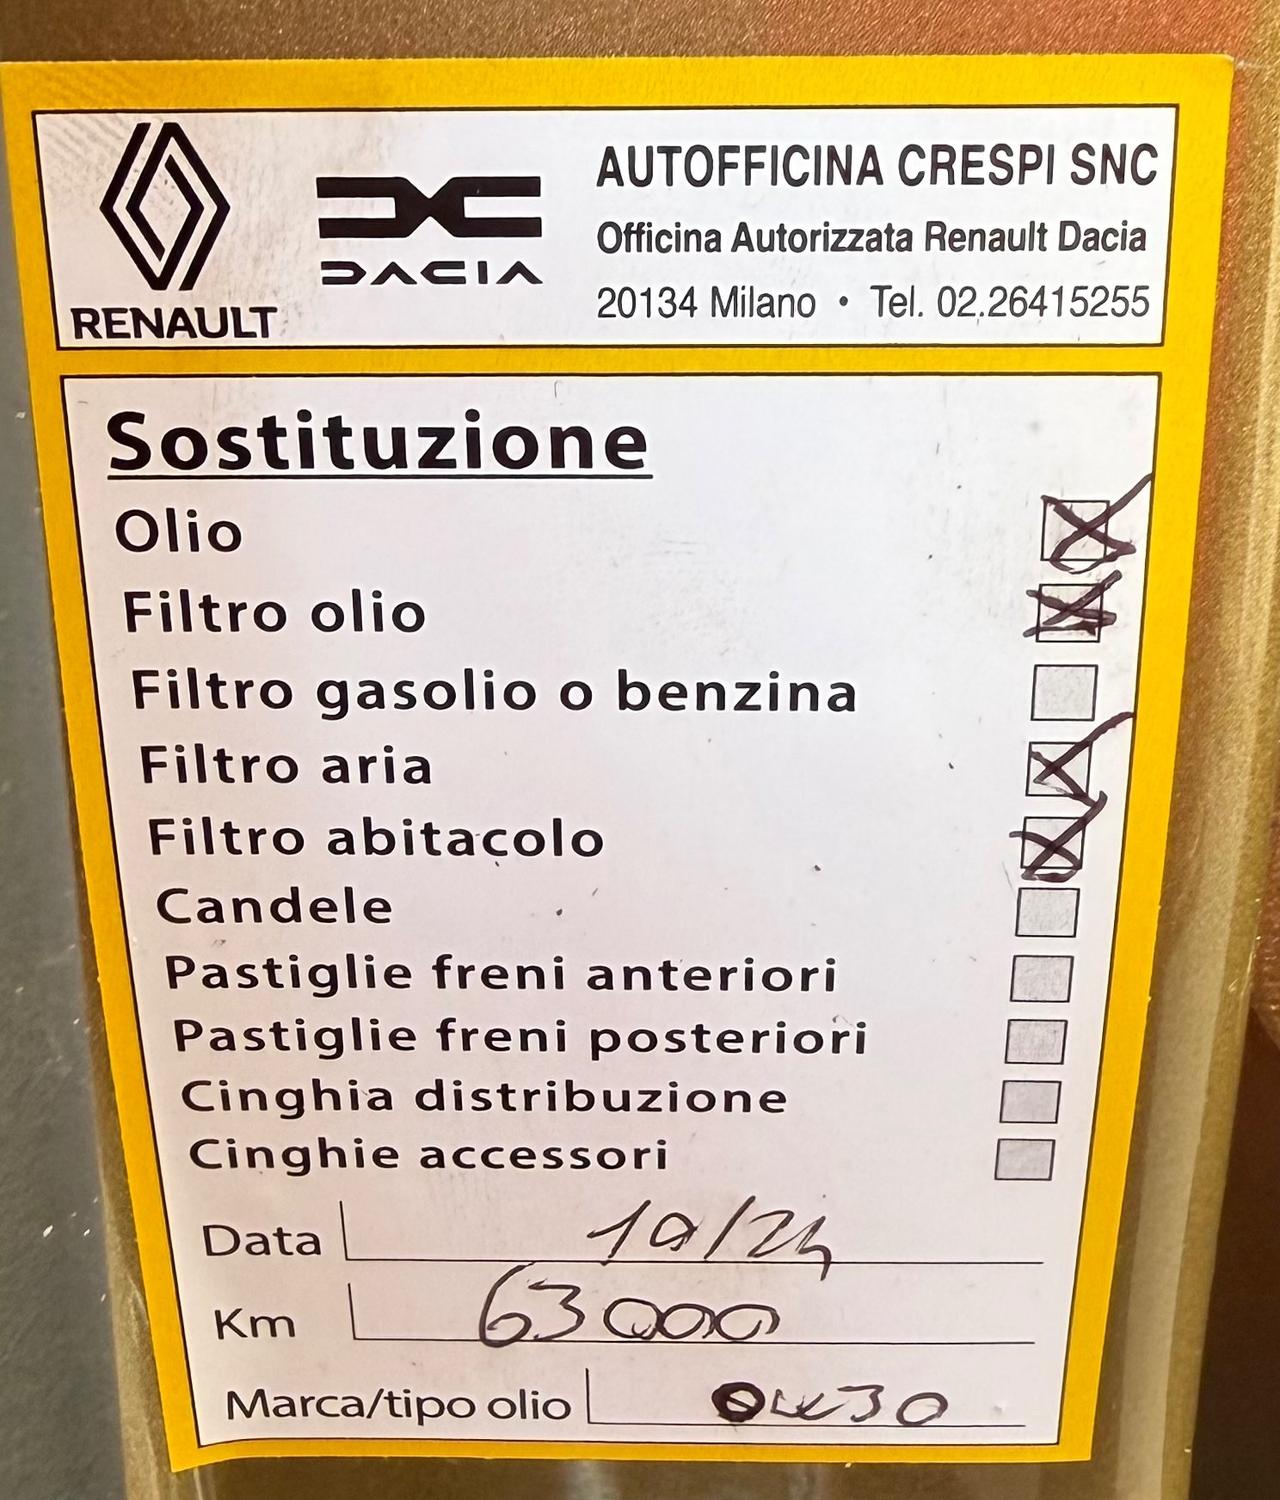 RENAULT
DACIA
AUTOFFICINA CRESPI SNC
Officina Autorizzata Renault Dacia
20134 Milano • Tel. 02.26415255
Sostituzione
Olio
Filtro olio
Filtro gasolio o benzina
Filtro aria
Filtro abitacolo
Candele
Pastiglie freni anteriori
Pastiglie freni posteriori
Cinghia distribuzione
Cinghie accessori
Data 10/24
Km 63000
Marca/tipo olio 0W30